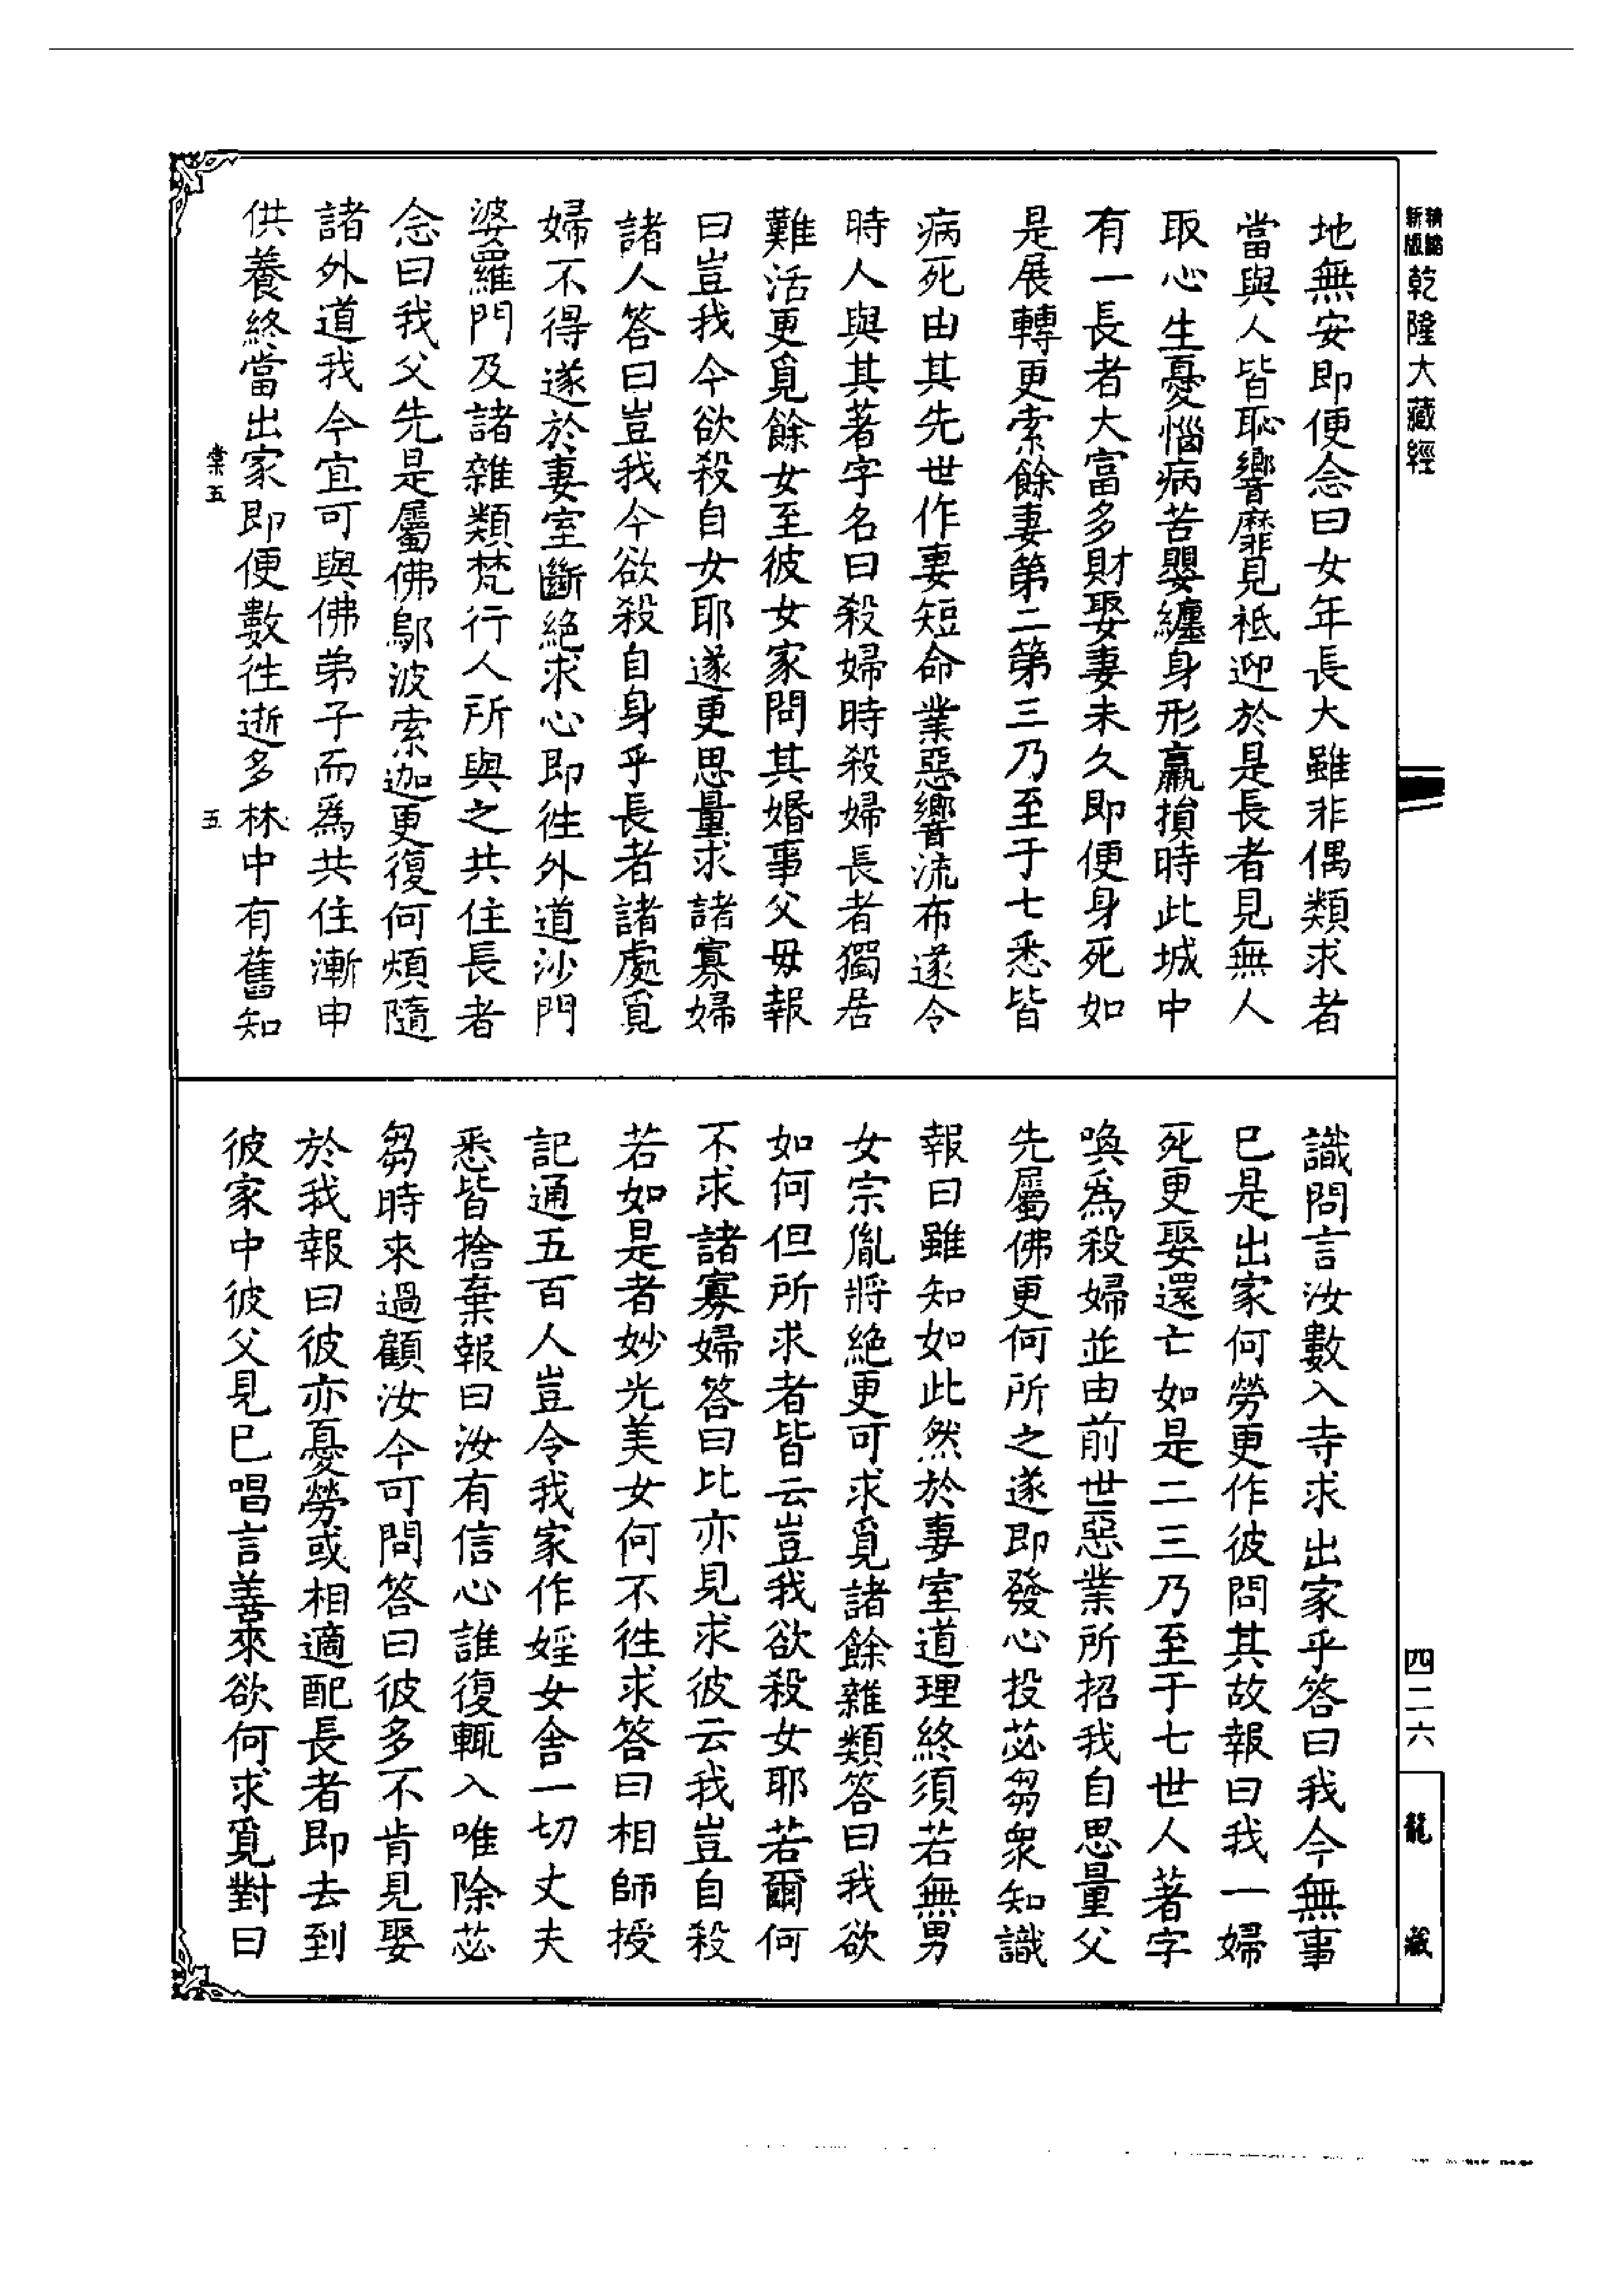 新版 精縮 乾隆大藏經
地無安即便念曰女年長大雖非偶類求者
當與人皆恥響靡見祗迎於是長者見無人
取心生憂惱病苦嬰纏身形羸損時此城中
有一長者大富多財娶妻未久即便身死如
是展轉更索餘妻第二第三乃至于七悉皆
病死由其先世作妻短命業惡響流布遂令
時人與其著字名曰殺婦時殺婦長者獨居
難活更覓餘女至彼女家問其婚事父母報
曰豈我今欲殺自女耶遂更思量求諸寡婦
諸人答曰豈我今欲殺自身乎長者諸處覓
婦不得遂於妻室斷絕求心即徃外道沙門
婆羅門及諸雜類梵行人所與之共住長者
念曰我父先是屬佛鄔波索迦更復何煩隨
諸外道我今宜可與佛弟子而爲共住漸申
供養終當出家即便數徃逝多林中有舊知
棠五
五
識問言汝數入寺求出家乎答曰我今無事
巳是出家何勞更作彼問其故報曰我一婦
死更娶還亡如是二三乃至于七世人著字
喚爲殺婦並由前世惡業所招我自思量父
先屬佛更何所之遂即發心投苾芻衆知識
報曰雖知如此然於妻室道理終須若無男
女宗胤將絕更可求覓諸餘雜類答曰我欲
如何但所求者皆云豈我欲殺女耶若爾何
不求諸寡婦答曰比亦見求彼云我豈自殺
若如是者妙光美女何不徃求答曰相師授
記通五百人豈令我家作婬女舍一切丈夫
悉皆捨棄報曰汝有信心誰復輒入唯除苾
芻時來過顧汝今可問答曰彼多不肯見娶
於我報曰彼亦憂勞或相適配長者即去到
彼家中彼父見巳唱言善來欲何求覓對曰
四二六
龍藏